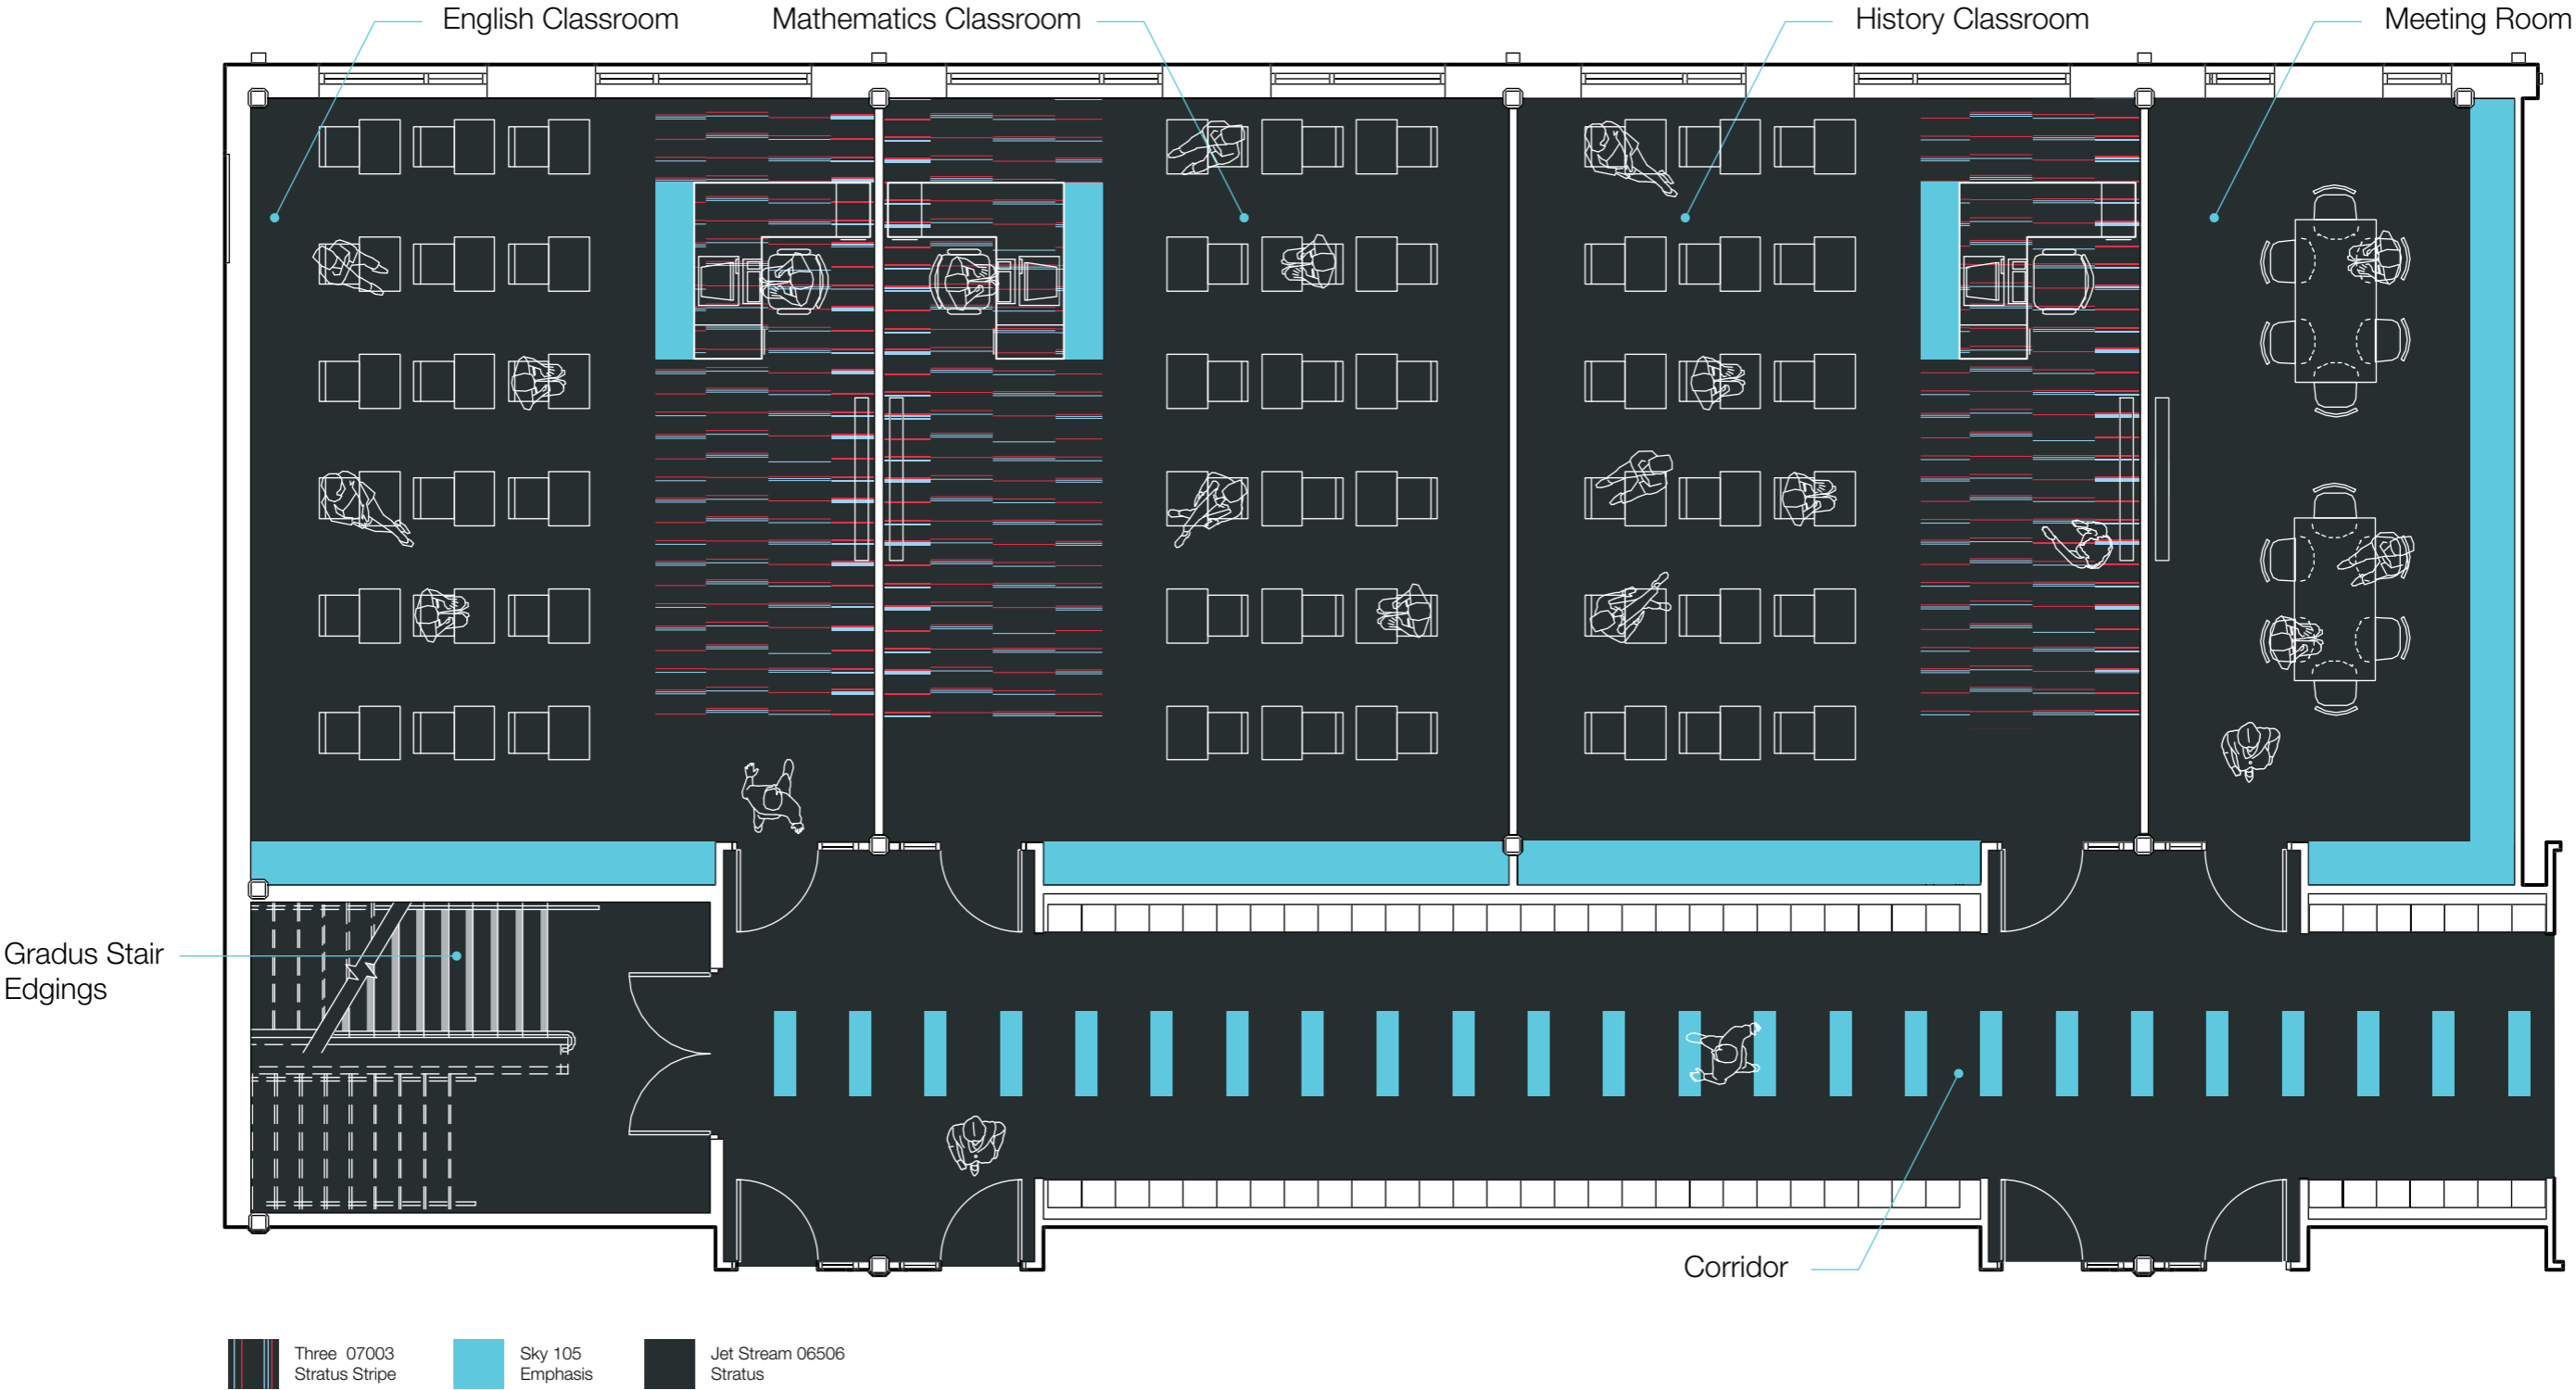 English Classroom
Mathematics Classroom
History Classroom
Meeting Room
Gradus Stair
Edgings
Corridor
Three 07003
Stratus Stripe
Sky 105
Emphasis
Jet Stream 06506
Stratus